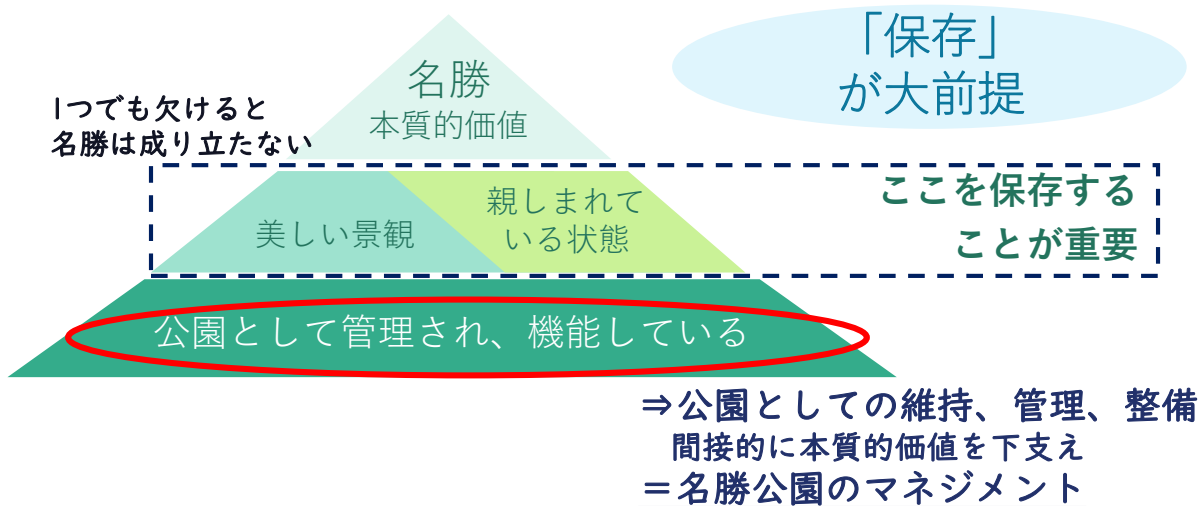 「保存」
が大前提
名勝
本質的価値
1つでも欠けると
名勝は成り立たない
美しい景観
親しまれて
いる状態
ここを保存する
ことが重要
公園として管理され、機能している
⇒公園としての維持、管理、整備
間接的に本質的価値を下支え
＝名勝公園のマネジメント